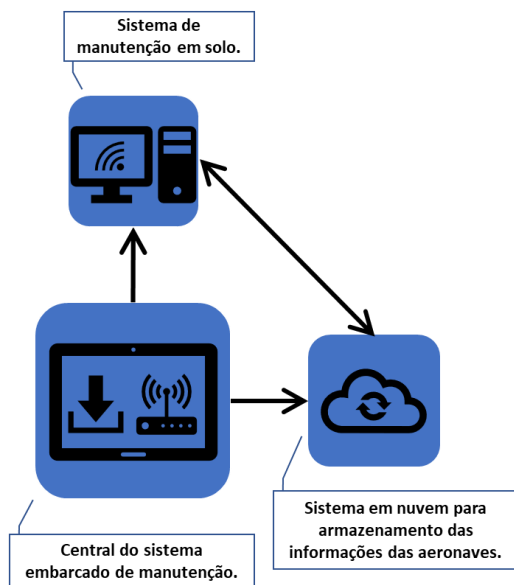 Sistema de
manutenção em solo.
Sistema em nuvem para
armazenamento das
informações das aeronaves.
Central do sistema
embarcado de manutenção.